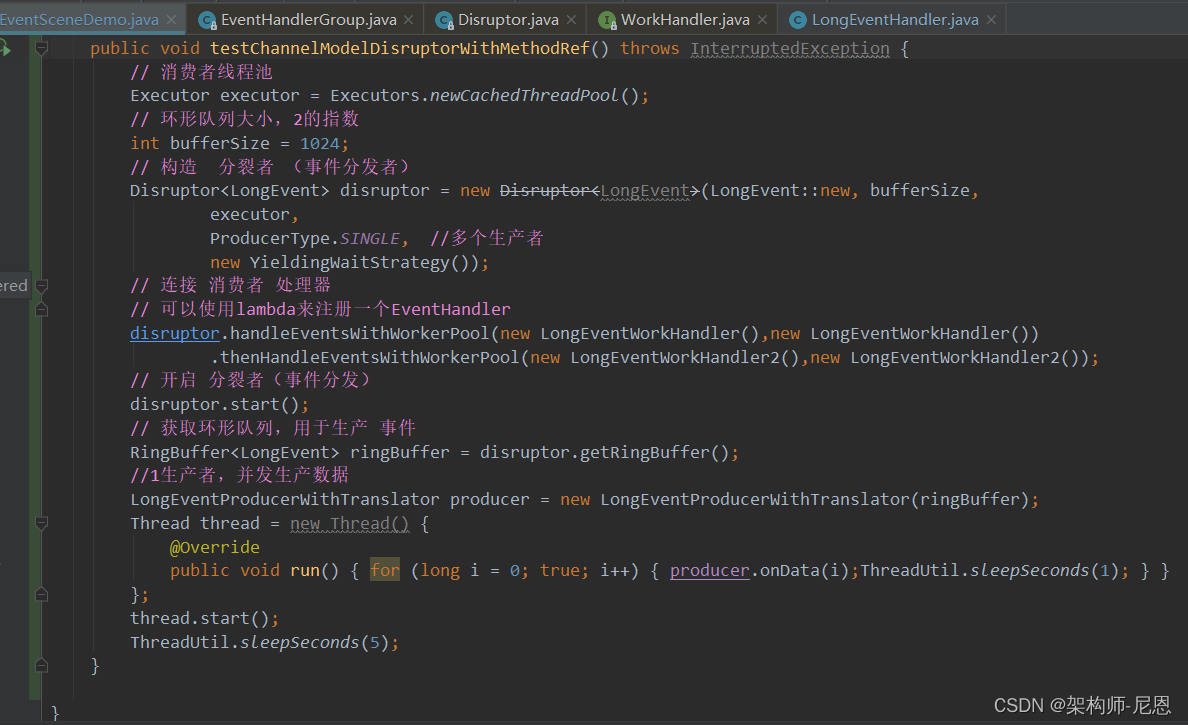 EventSceneDemo.java × EventHandlerGroup.java × Disruptor.java × WorkHandler.java × LongEventHandler.java ×
public void testChannelModelDisruptorWithMethodRef() throws InterruptedException {
// 消费者线程池
Executor executor = Executors.newCachedThreadPool();
// 环形队列大小，2的指数
int bufferSize = 1024;
// 构造  分裂者 （事件分发者）
Disruptor<LongEvent> disruptor = new Disruptor<LongEvent>(LongEvent::new, bufferSize,
executor,
ProducerType.SINGLE,  //多个生产者
new YieldingWaitStrategy());
ered
// 连接 消费者 处理器
// 可以使用lambda来注册一个EventHandler
disruptor.handleEventsWithWorkerPool(new LongEventWorkHandler(),new LongEventWorkHandler())
.thenHandleEventsWithWorkerPool(new LongEventWorkHandler2(),new LongEventWorkHandler2());
// 开启 分裂者（事件分发）
disruptor.start();
// 获取环形队列，用于生产 事件
RingBuffer<LongEvent> ringBuffer = disruptor.getRingBuffer();
//1生产者，并发生产数据
LongEventProducerWithTranslator producer = new LongEventProducerWithTranslator(ringBuffer);
Thread thread = new Thread() {
@Override
public void run() { for (long i = 0; true; i++) { producer.onData(i);ThreadUtil.sleepSeconds(1); } }
};
thread.start();
ThreadUtil.sleepSeconds(5);
}
}
CSDN @架构师-尼恩